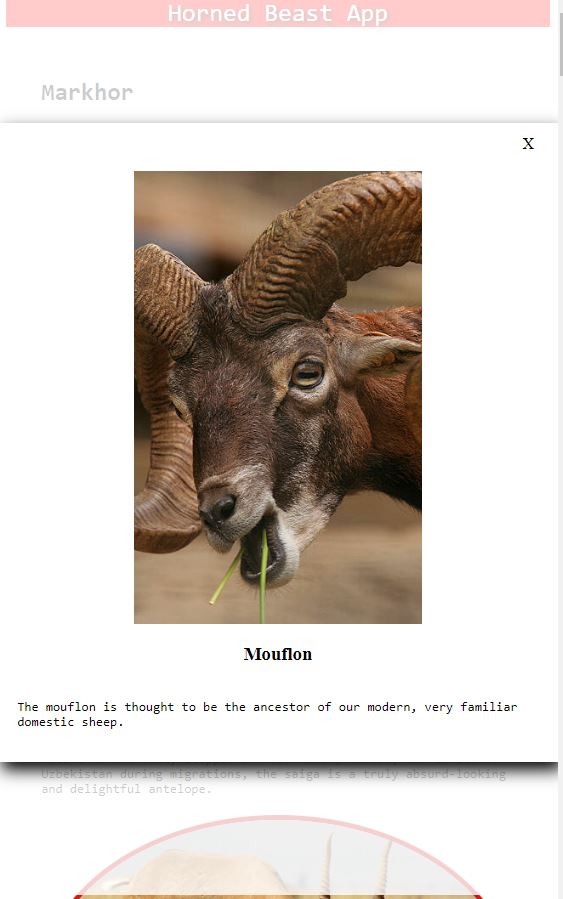 Horned Beast App
Markhor
X
Mouflon
The mouflon is thought to be the ancestor of our modern, very familiar
domestic sheep.
Uzbekistan during migrations, the saiga is a truly absurd-looking
and delightful antelope.